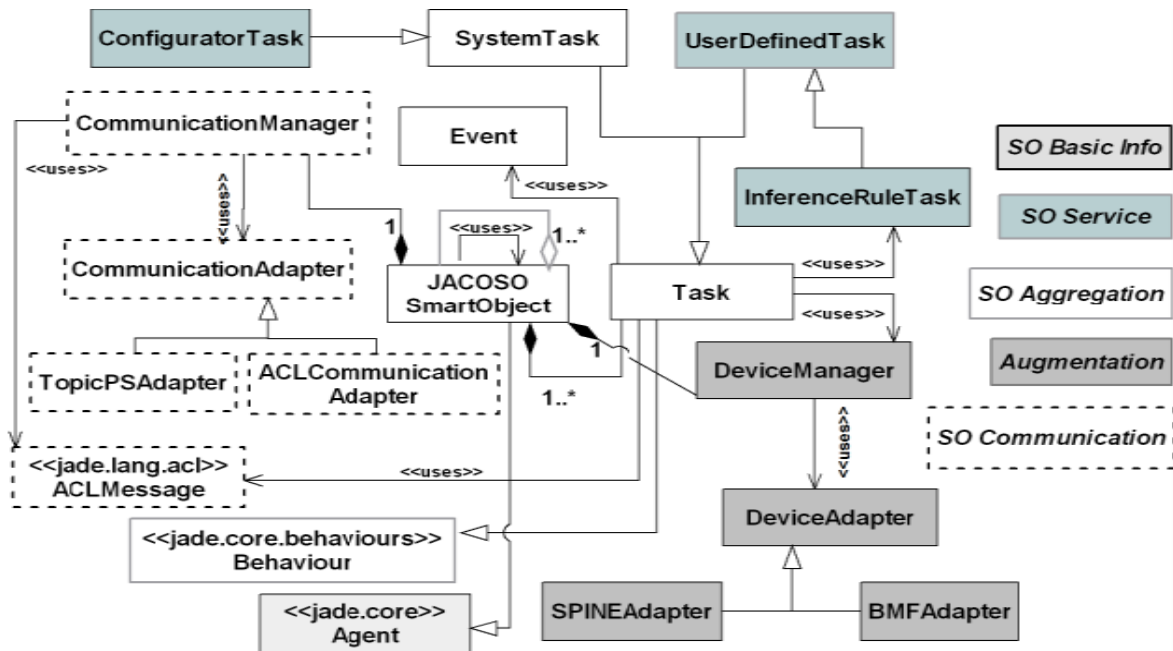 ConfiguratorTask
SystemTask
UserDefinedTask
CommunicationManager
Event
SO Basic Info
<<uses>>
<<uses>>
<<uses>>
InferenceRuleTask
SO Service
1
<<uses>>
1..*
CommunicationAdapter
JACOSO
SmartObject
Task
<<uses>>
SO Aggregation
<<uses>>
1
TopicPSAdapter
ACLCommunication
Adapter
1..*
DeviceManager
Augmentation
<<uses>>
SO Communication
<<jade.lang.acl>>
ACLMessage
<<uses>>
DeviceAdapter
<<jade.core.behaviours>>
Behaviour
<<jade.core>>
Agent
SPINEAdapter
BMFAdapter